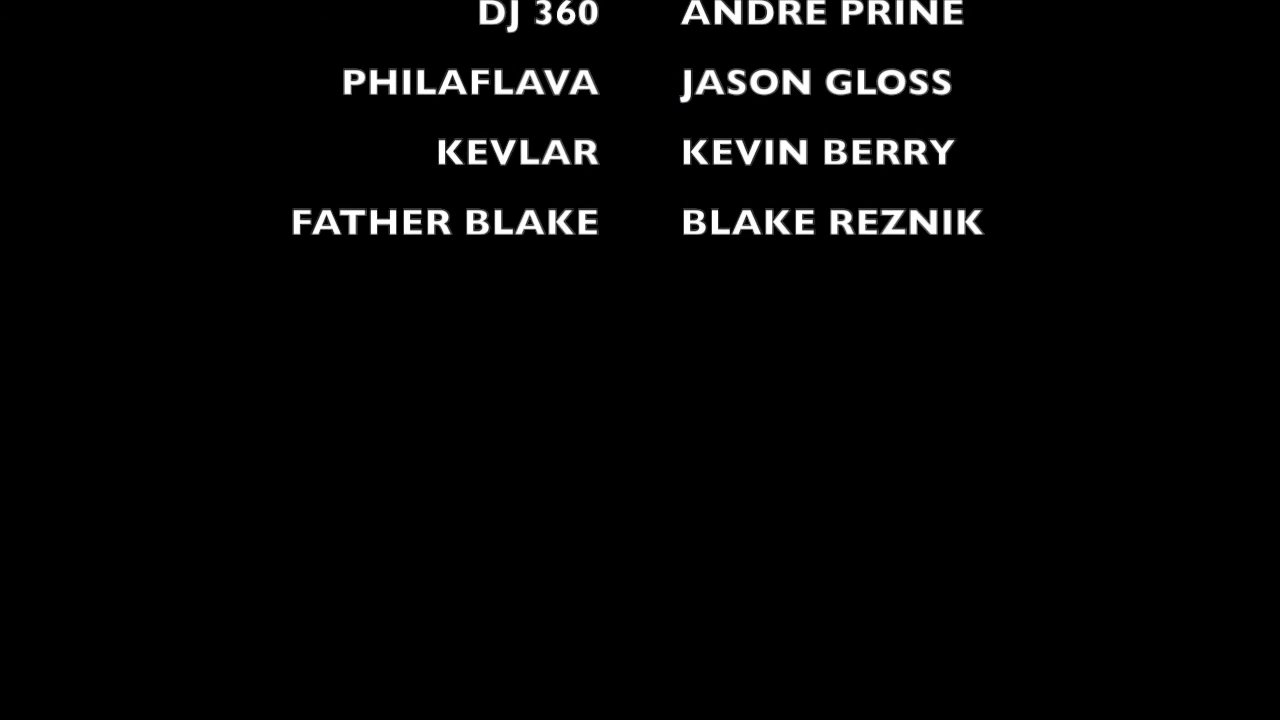 DJ 360 ANDRE PRINE
PHILAFLAVA JASON GLOSS
KEVLAR KEVIN BERRY
FATHER BLAKE BLAKE REZNIK